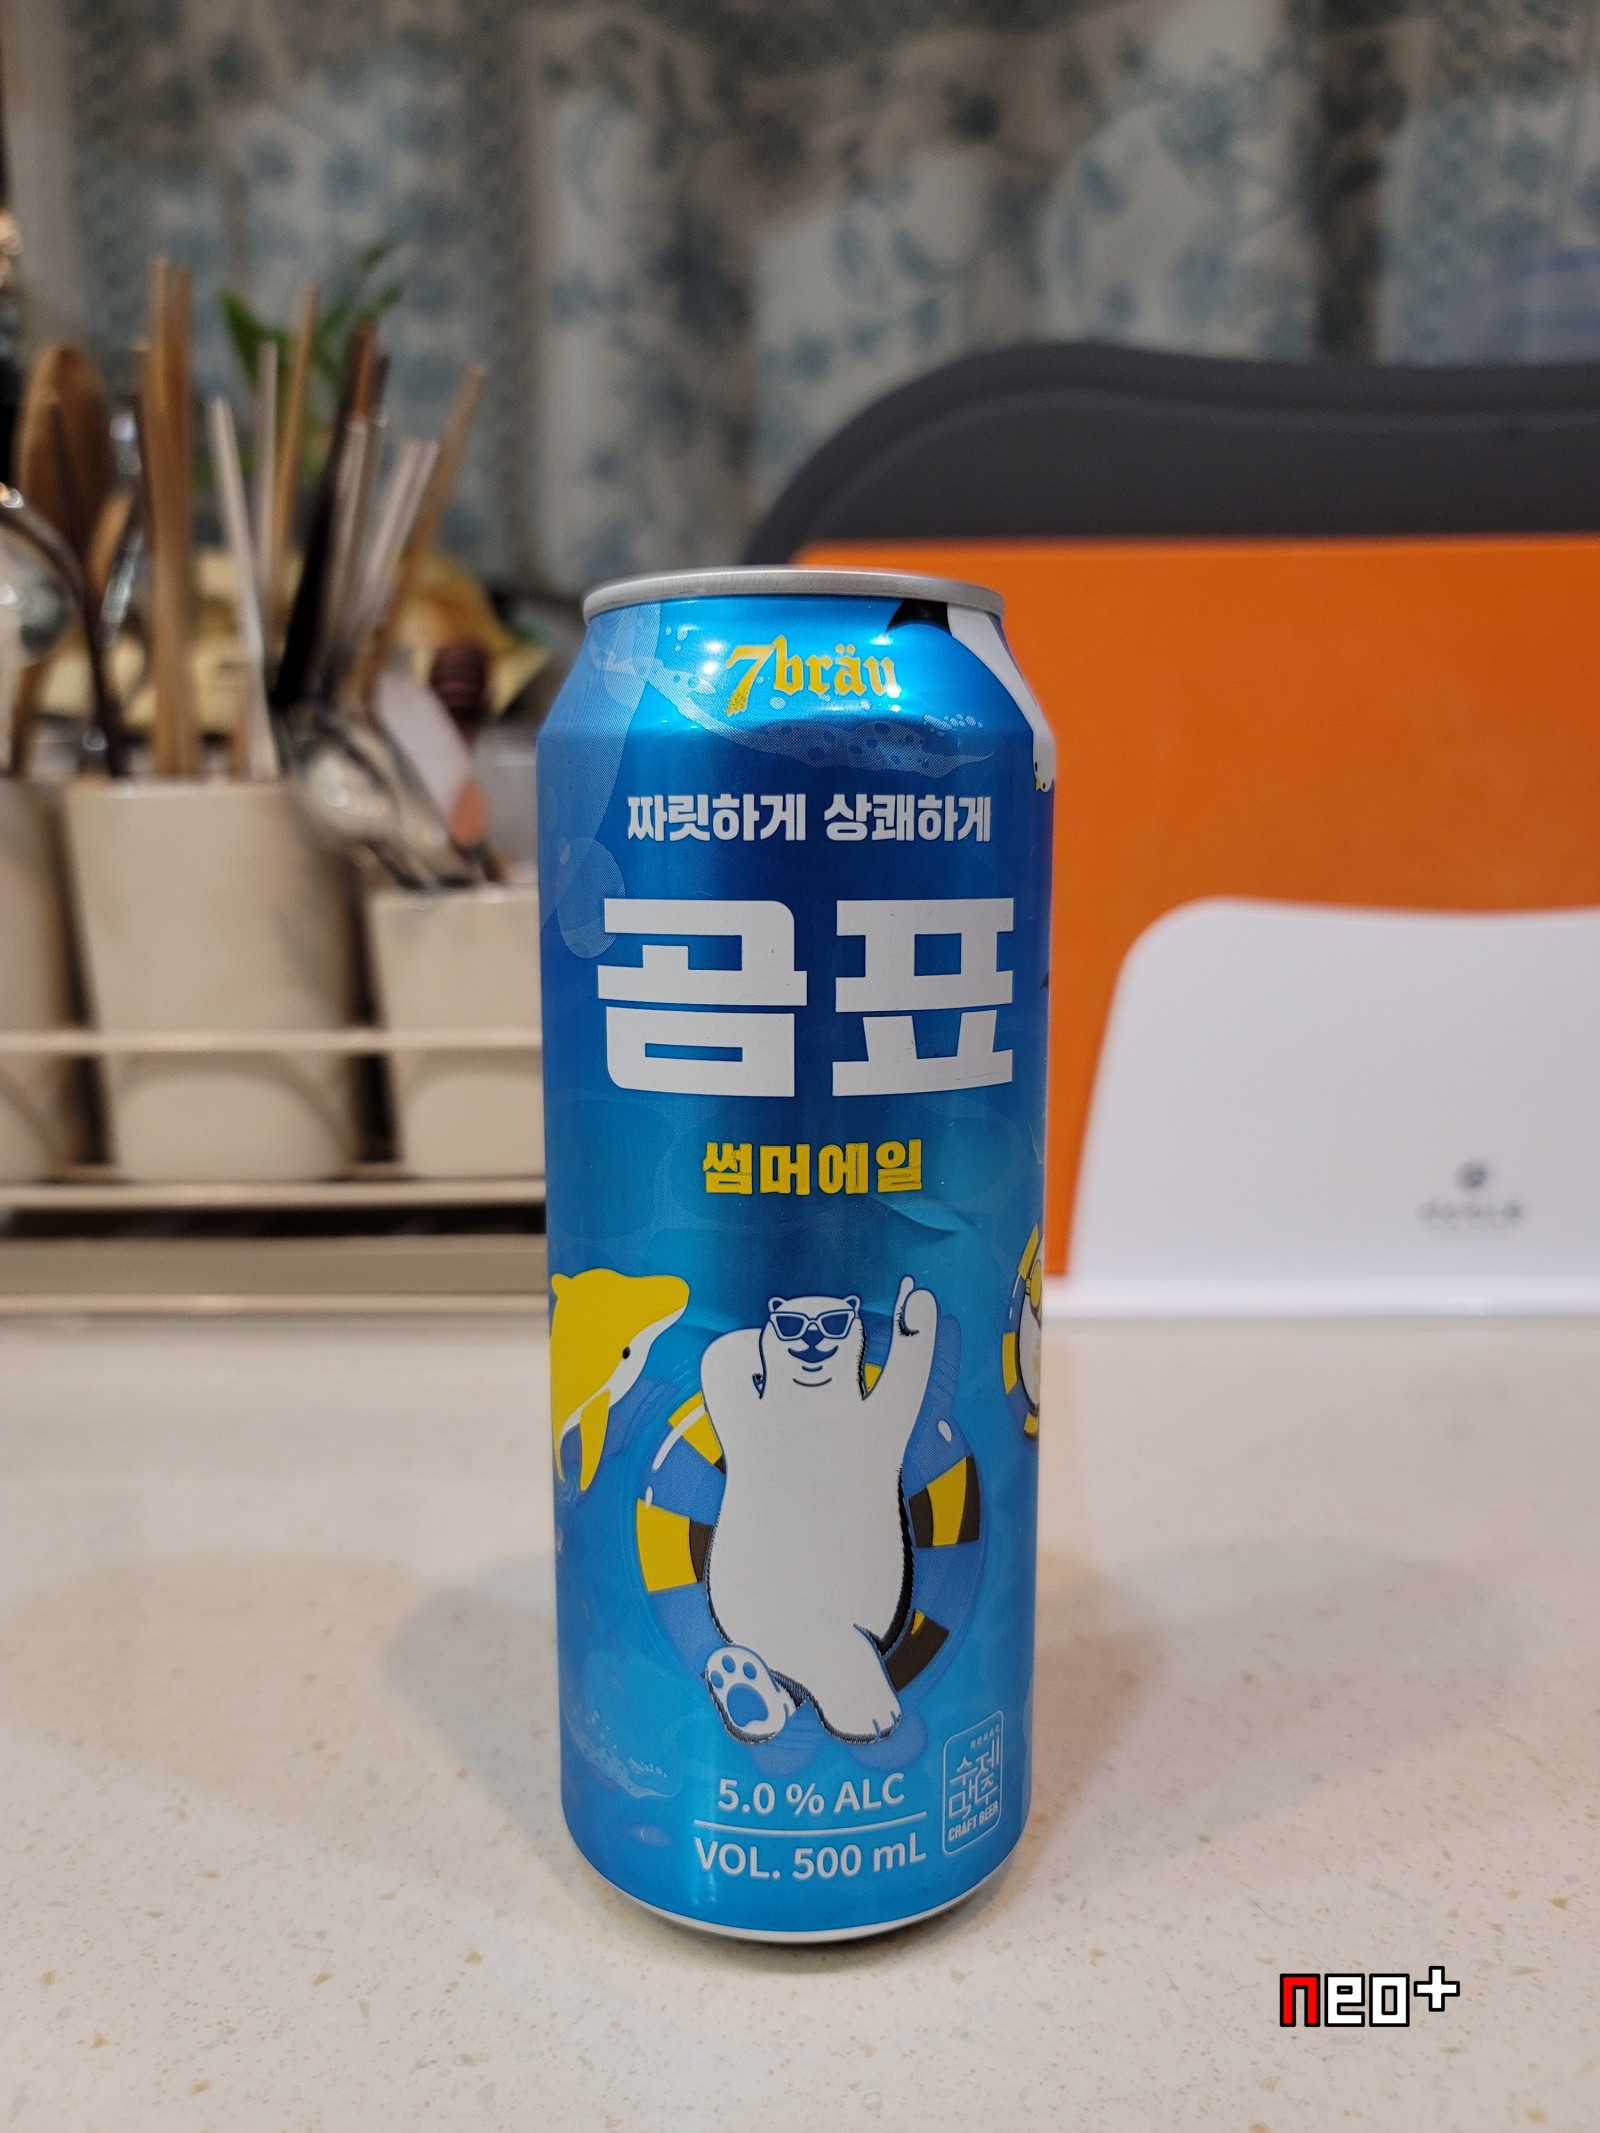 7bräu
짜릿하게 상쾌하게
곰표
썸머에일
수제
맥주
CRAFT BEER
5.0 % ALC
VOL. 500 mL
neo+